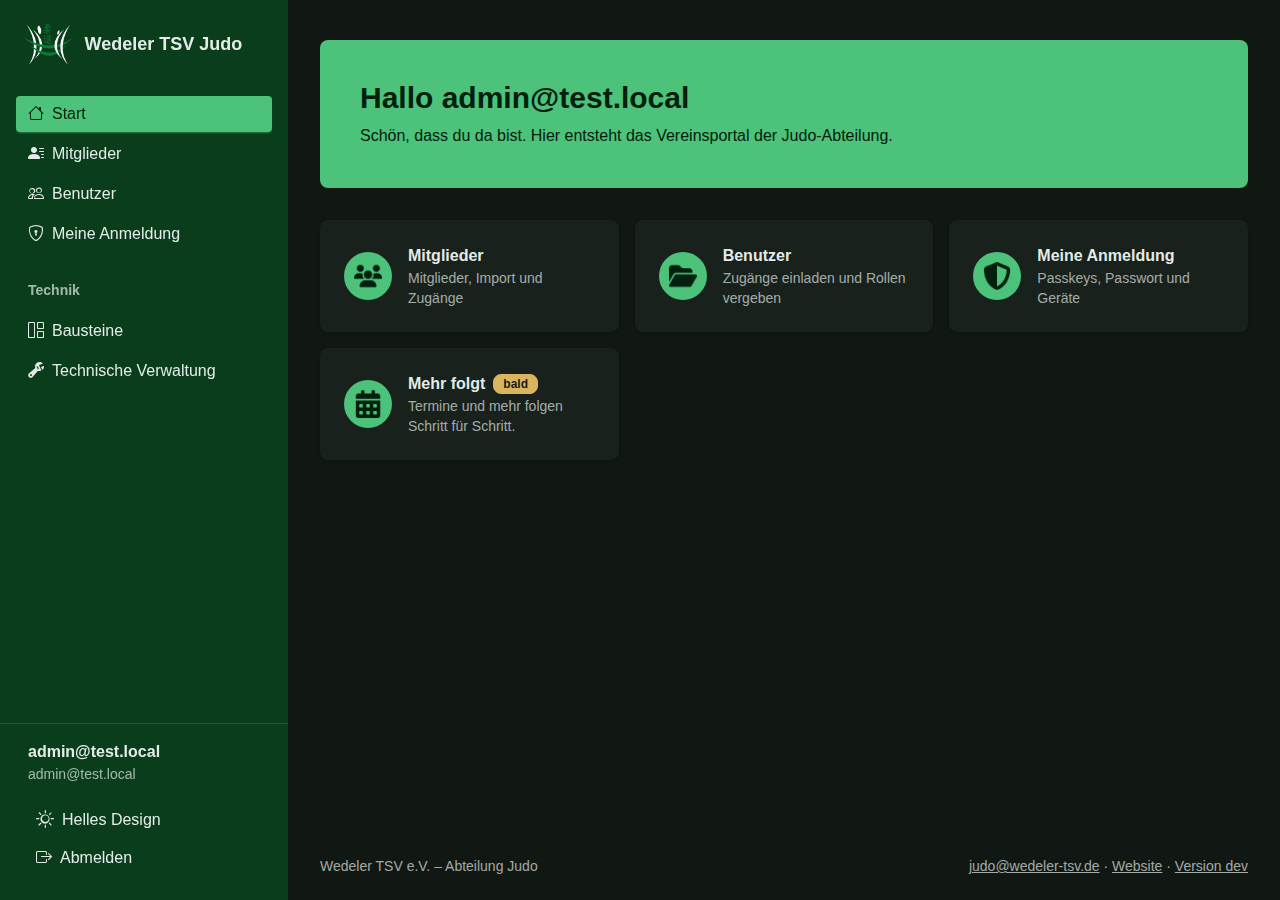 Wedeler TSV Judo
Start
Mitglieder
Benutzer
Meine Anmeldung
Technik
Bausteine
Technische Verwaltung
admin@test.local
admin@test.local
Helles Design
Abmelden
Hallo admin@test.local
Schön, dass du da bist. Hier entsteht das Vereinsportal der Judo-Abteilung.
Mitglieder
Mitglieder, Import und
Zugänge
Benutzer
Zugänge einladen und Rollen
vergeben
Meine Anmeldung
Passkeys, Passwort und
Geräte
Mehr folgt bald
Termine und mehr folgen
Schritt für Schritt.
Wedeler TSV e.V. – Abteilung Judo
judo@wedeler-tsv.de · Website · Version dev